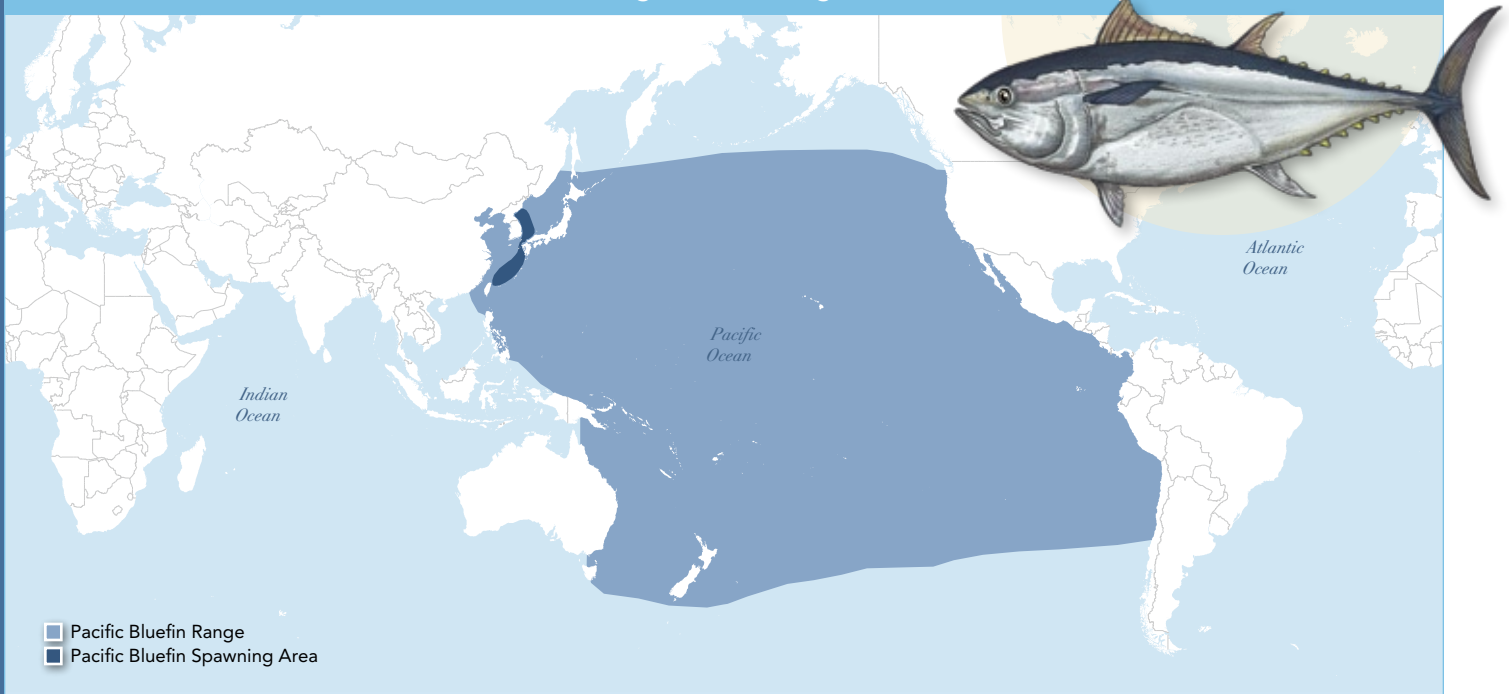 Atlantic
Ocean
Pacific
Ocean
Indian
Ocean
Pacific Bluefin Range
Pacific Bluefin Spawning Area